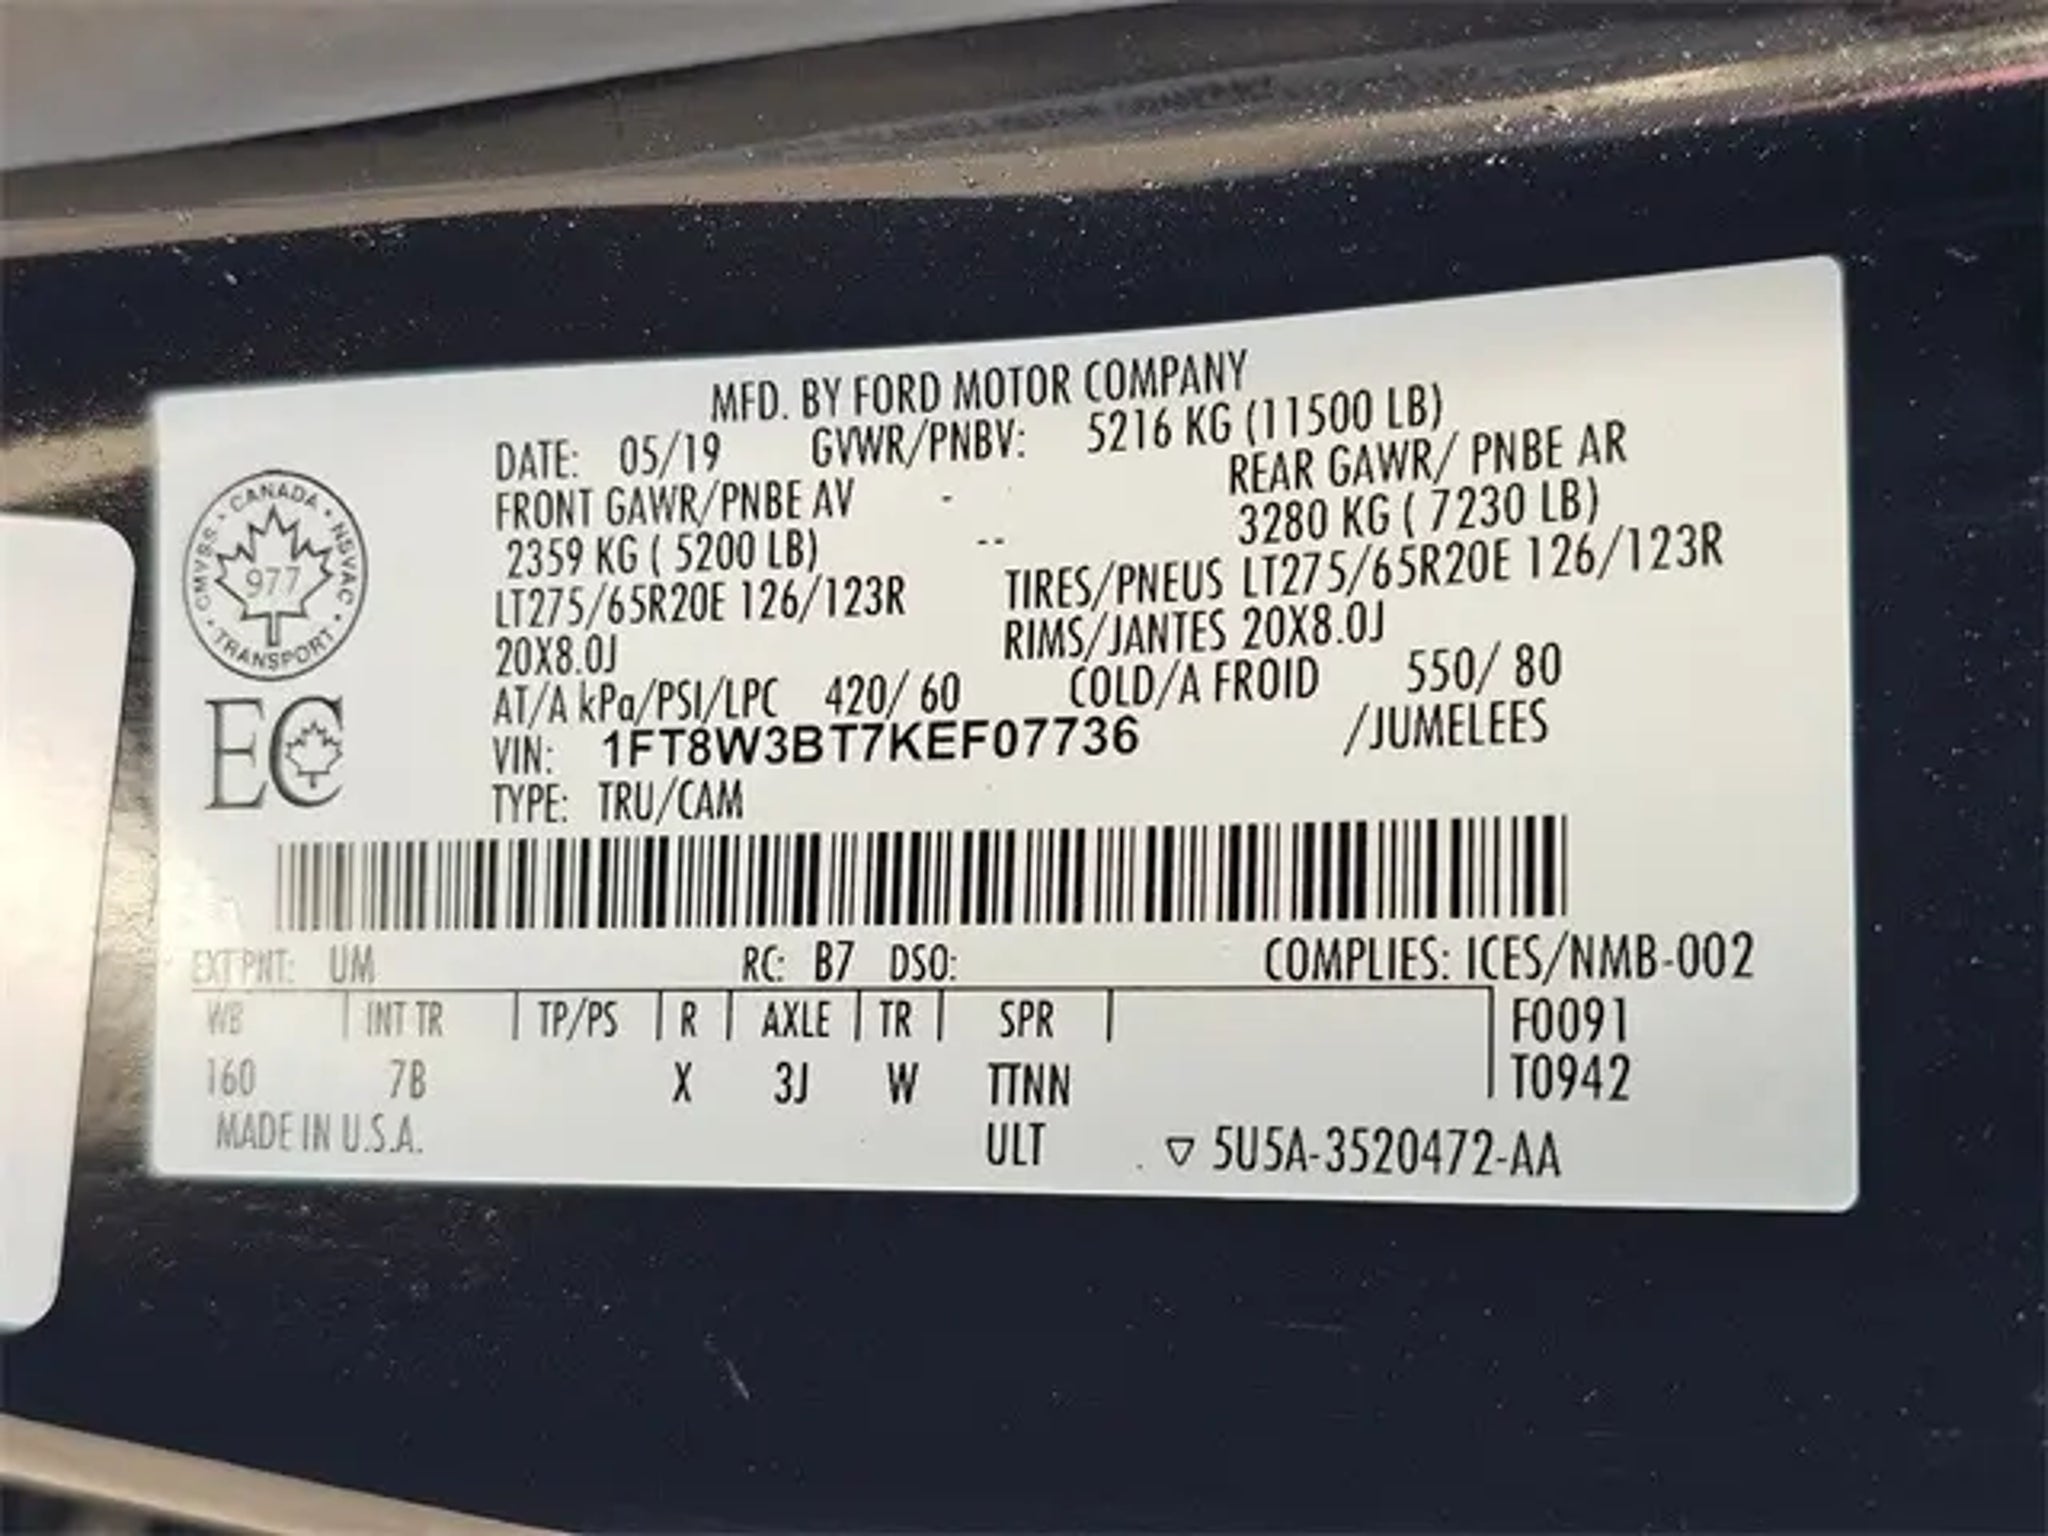 MFD. BY FORD MOTOR COMPANY
DATE: 05/19 GVWR/PNBV: 5216 KG (11500 LB)
FRONT GAWR/PNBE AV - REAR GAWR/ PNBE AR
2359 KG ( 5200 LB) -- 3280 KG ( 7230 LB)
LT275/65R20E 126/123R TIRES/PNEUS LT275/65R20E 126/123R
20X8.0J RIMS/JANTES 20X8.0J
AT/A kPa/PSI/LPC 420/ 60 COLD/A FROID 550/ 80
VIN: 1FT8W3BT7KEF07736 /JUMELEES
TYPE: TRU/CAM
CANADA • NSVAC • TRANSPORT • CMVSS •
977
EC
EXT PNT: UM RC: B7 DSO: COMPLIES: ICES/NMB-002
WB | INT TR | TP/PS | R | AXLE | TR | SPR | F0091
160 7B X 3J W TTNN T0942
MADE IN U.S.A. ULT ▽ 5U5A-3520472-AA